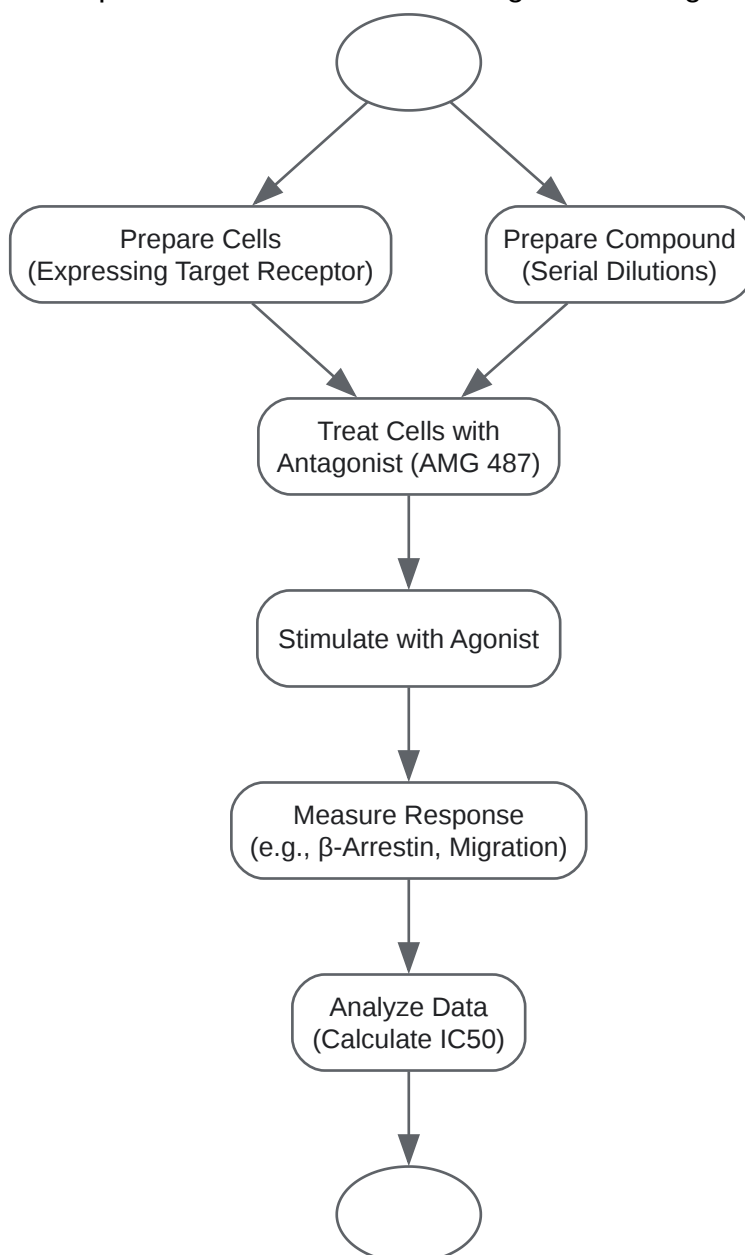 Prepare Cells
(Expressing Target Receptor)
Prepare Compound
(Serial Dilutions)
Treat Cells with
Antagonist (AMG 487)
Stimulate with Agonist
Measure Response
(e.g., β-Arrestin, Migration)
Analyze Data
(Calculate IC50)